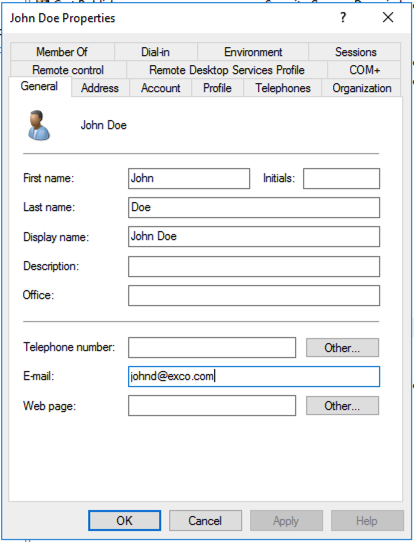 John Doe Properties ? X
Member Of Dial-in Environment Sessions
Remote control Remote Desktop Services Profile COM+
General Address Account Profile Telephones Organization
John Doe
First name: John Initials:
Last name: Doe
Display name: John Doe
Description:
Office:
Telephone number: Other...
E-mail: johnd@exco.com
Web page: Other...
OK Cancel Apply Help